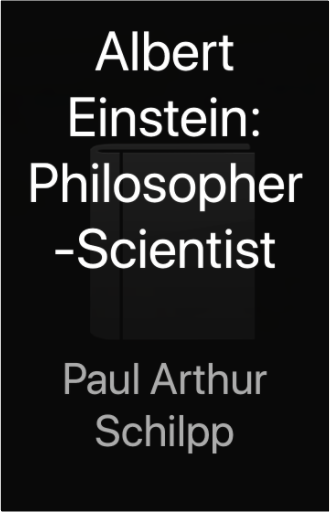 Albert
Einstein:
Philosopher
-Scientist
Paul Arthur
Schilpp